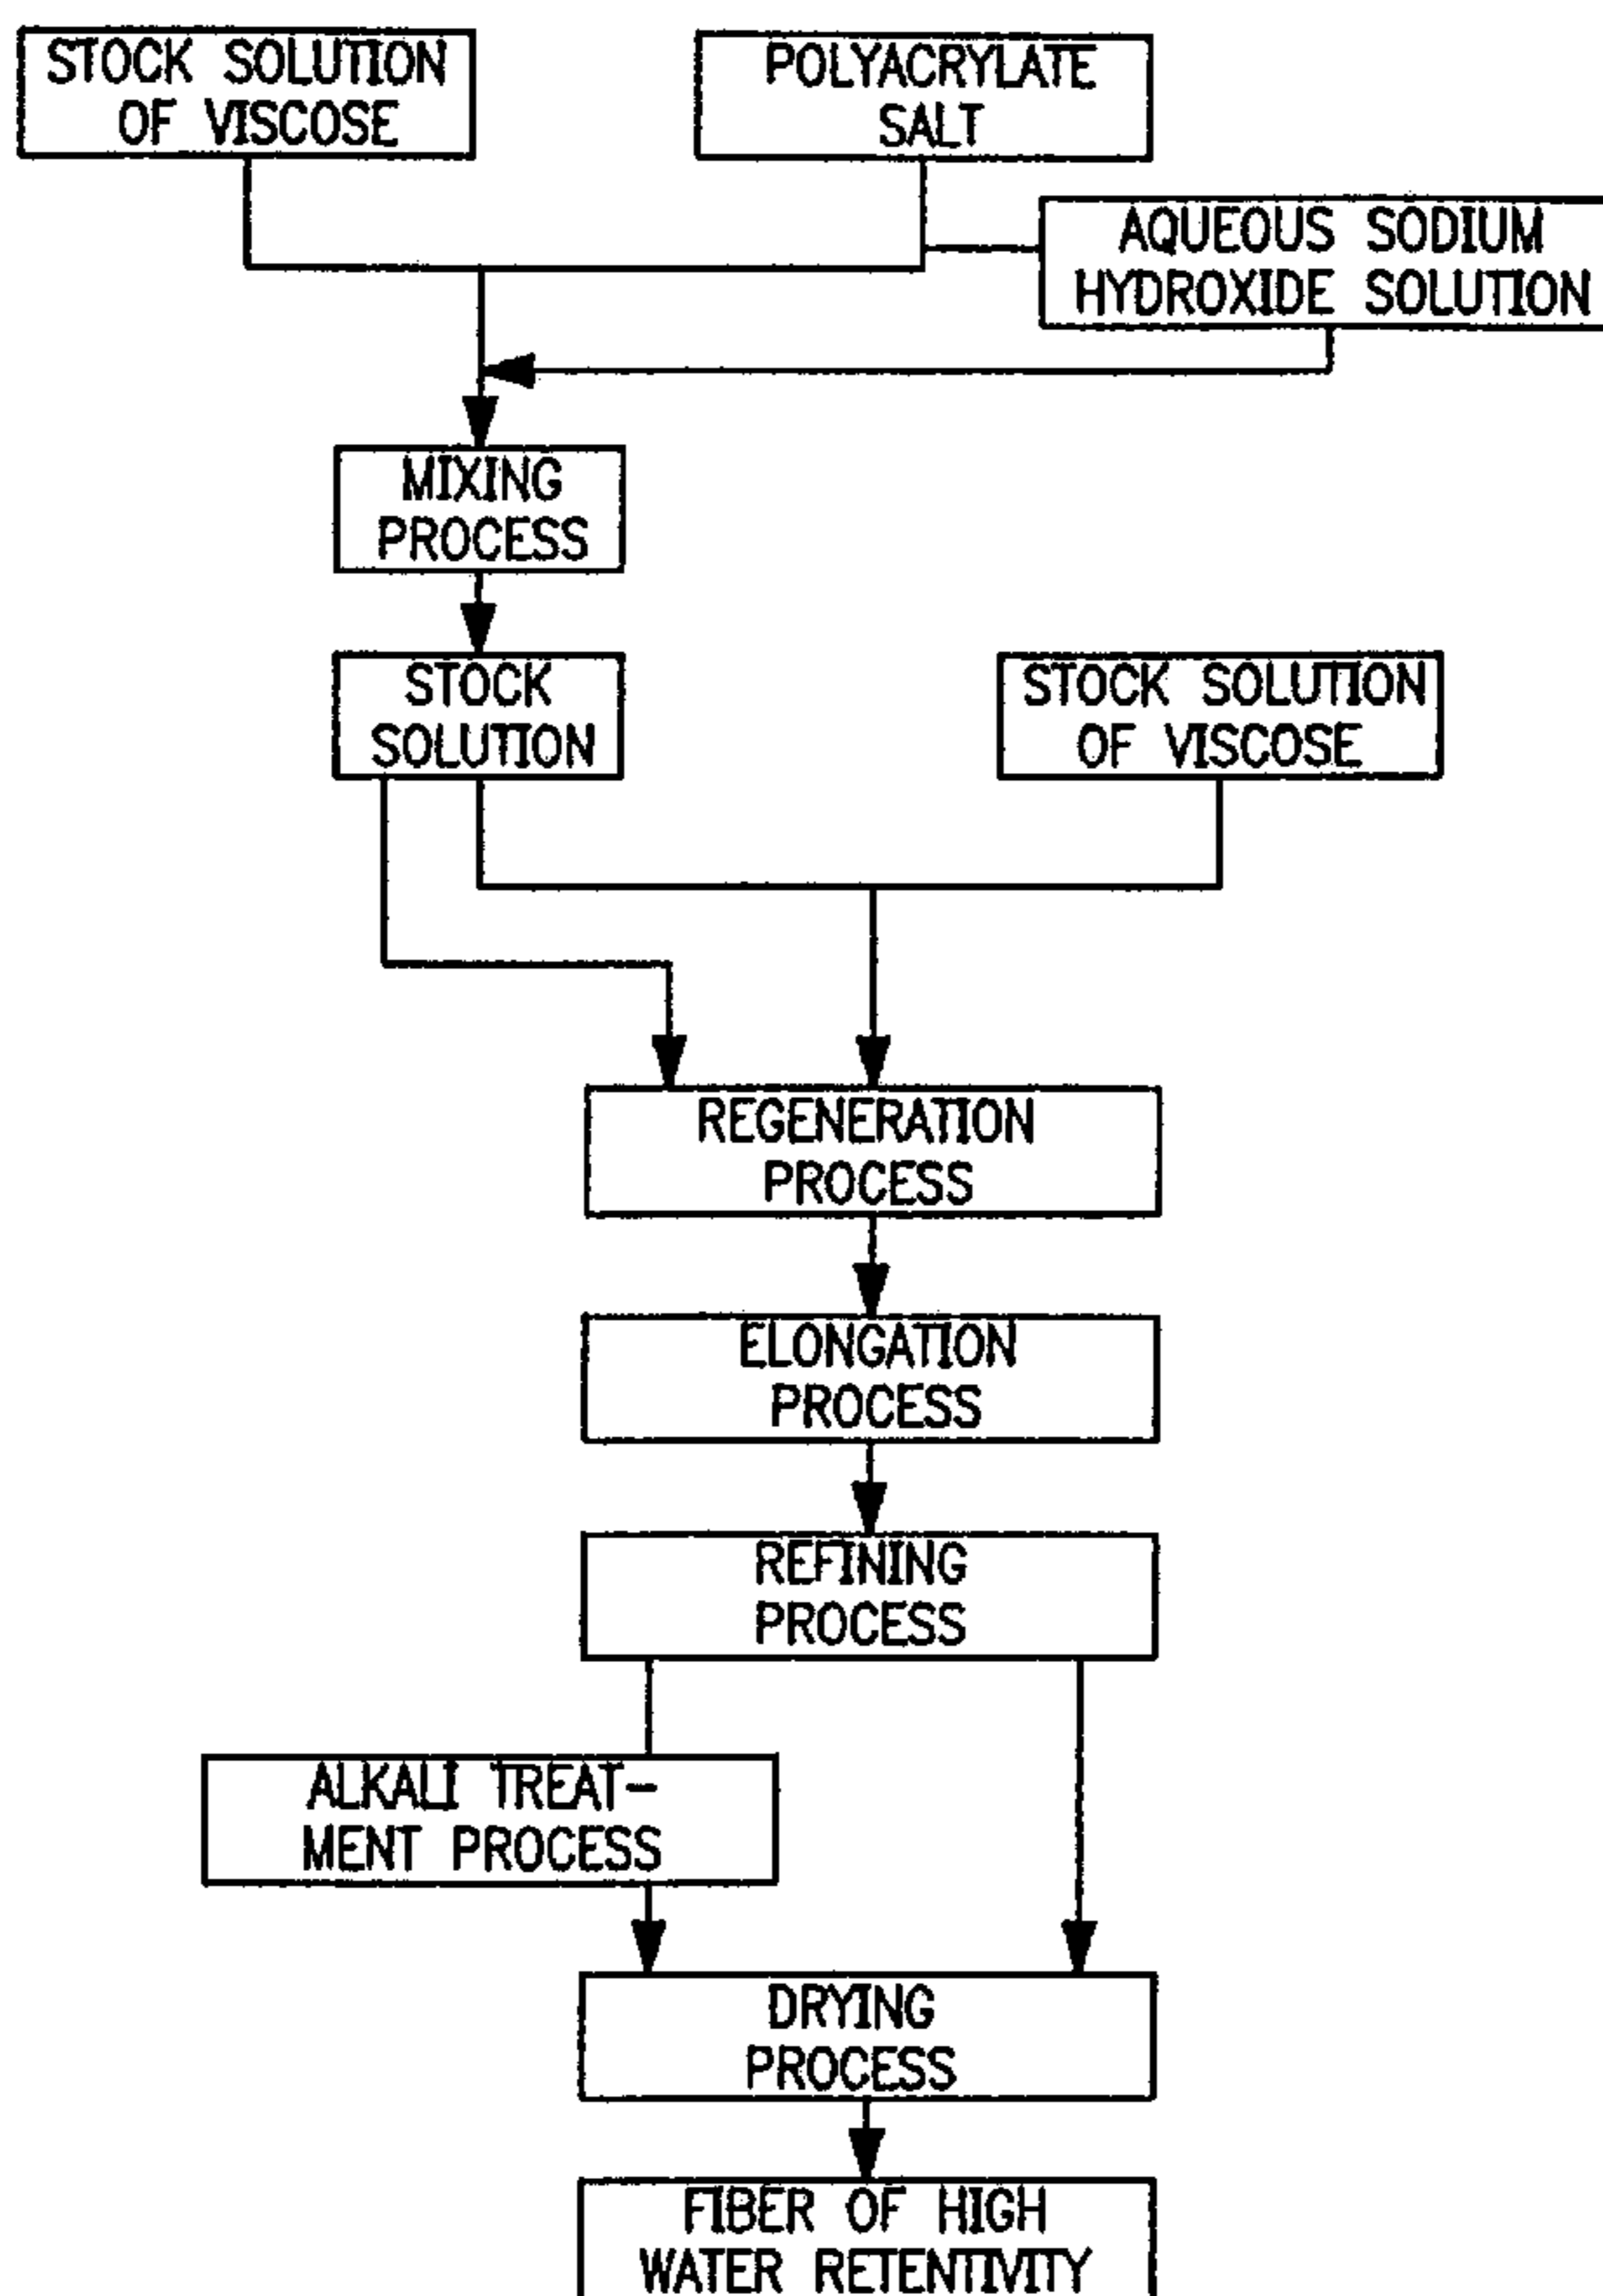 STOCK SOLUTION
OF VISCOSE
POLYACRYLATE
SALT
AQUEOUS SODIUM
HYDROXIDE SOLUTION
MIXING
PROCESS
STOCK
SOLUTION
STOCK SOLUTION
OF VISCOSE
REGENERATION
PROCESS
ELONGATION
PROCESS
REFINING
PROCESS
ALKALI TREAT-
MENT PROCESS
DRYING
PROCESS
FIBER OF HIGH
WATER RETENTIVITY